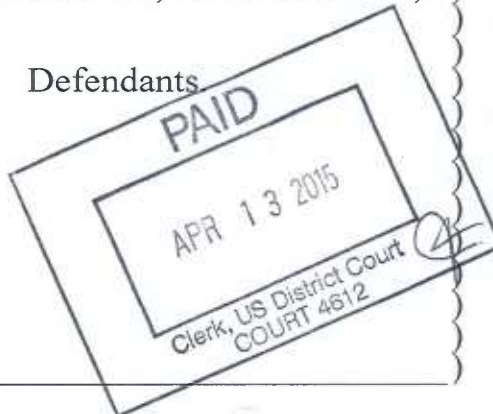 Defendants.
PAID
APR 13 2015
Clerk, US District Court
COURT 4612